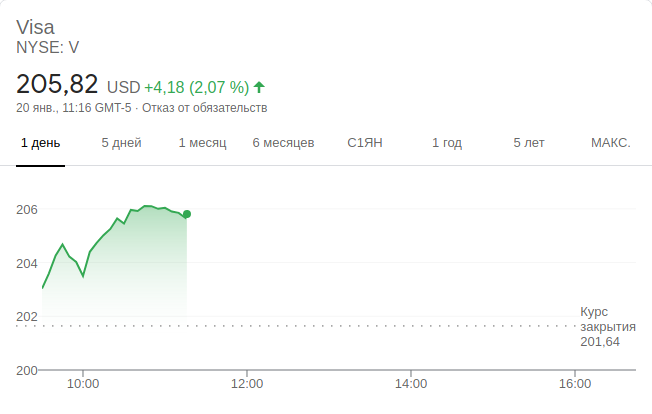 Visa
NYSE: V
205,82 USD +4,18 (2,07 %)
20 янв., 11:16 GMT-5 · Отказ от обязательств
1 день 5 дней 1 месяц 6 месяцев С1ЯН 1 год 5 лет МАКС.
206
204
202
Курс
закрытия
201,64
200
10:00 12:00 14:00 16:00